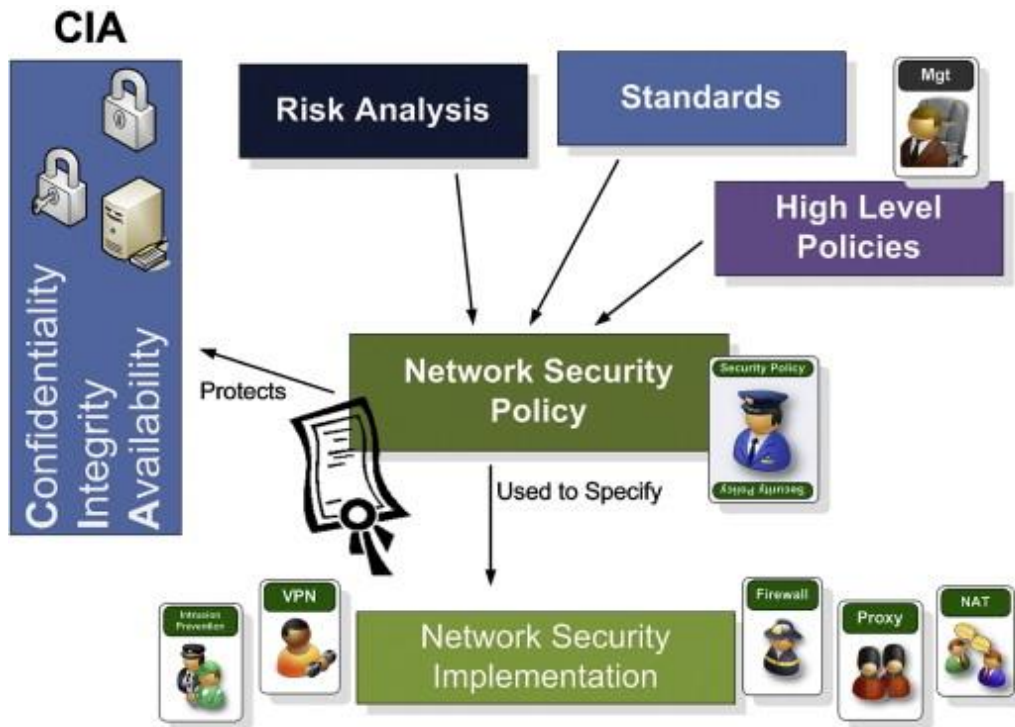 CIA
Confidentiality
Integrity
Availability
Risk Analysis
Standards
Mgt
High Level
Policies
Protects
Network Security
Policy
Security Policy
Security Policy
Used to Specify
Intrusion
Prevention
VPN
Network Security
Implementation
Firewall
Proxy
NAT